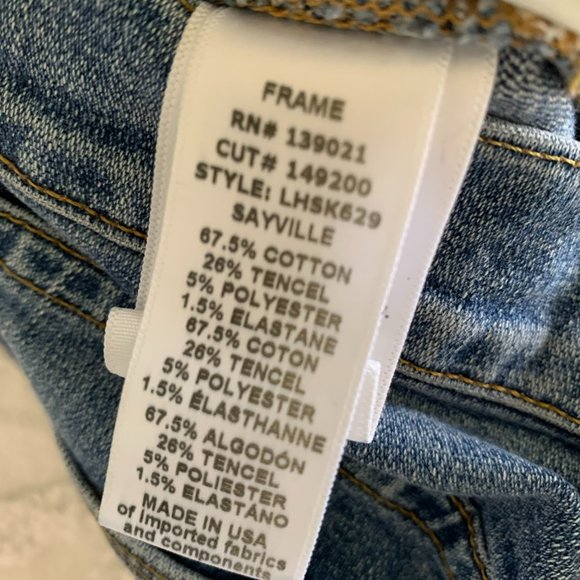 FRAME
RN# 139021
CUT# 149200
STYLE: LHSK629
SAYVILLE
67.5% COTTON
26% TENCEL
5% POLYESTER
1.5% ELASTANE
67.5% COTON
26% TENCEL
5% POLYESTER
1.5% ÉLASTHANNE
67.5% ALGODÓN
26% TENCEL
5% POLIESTER
1.5% ELASTÁNO
MADE IN USA
of imported fabrics
and components